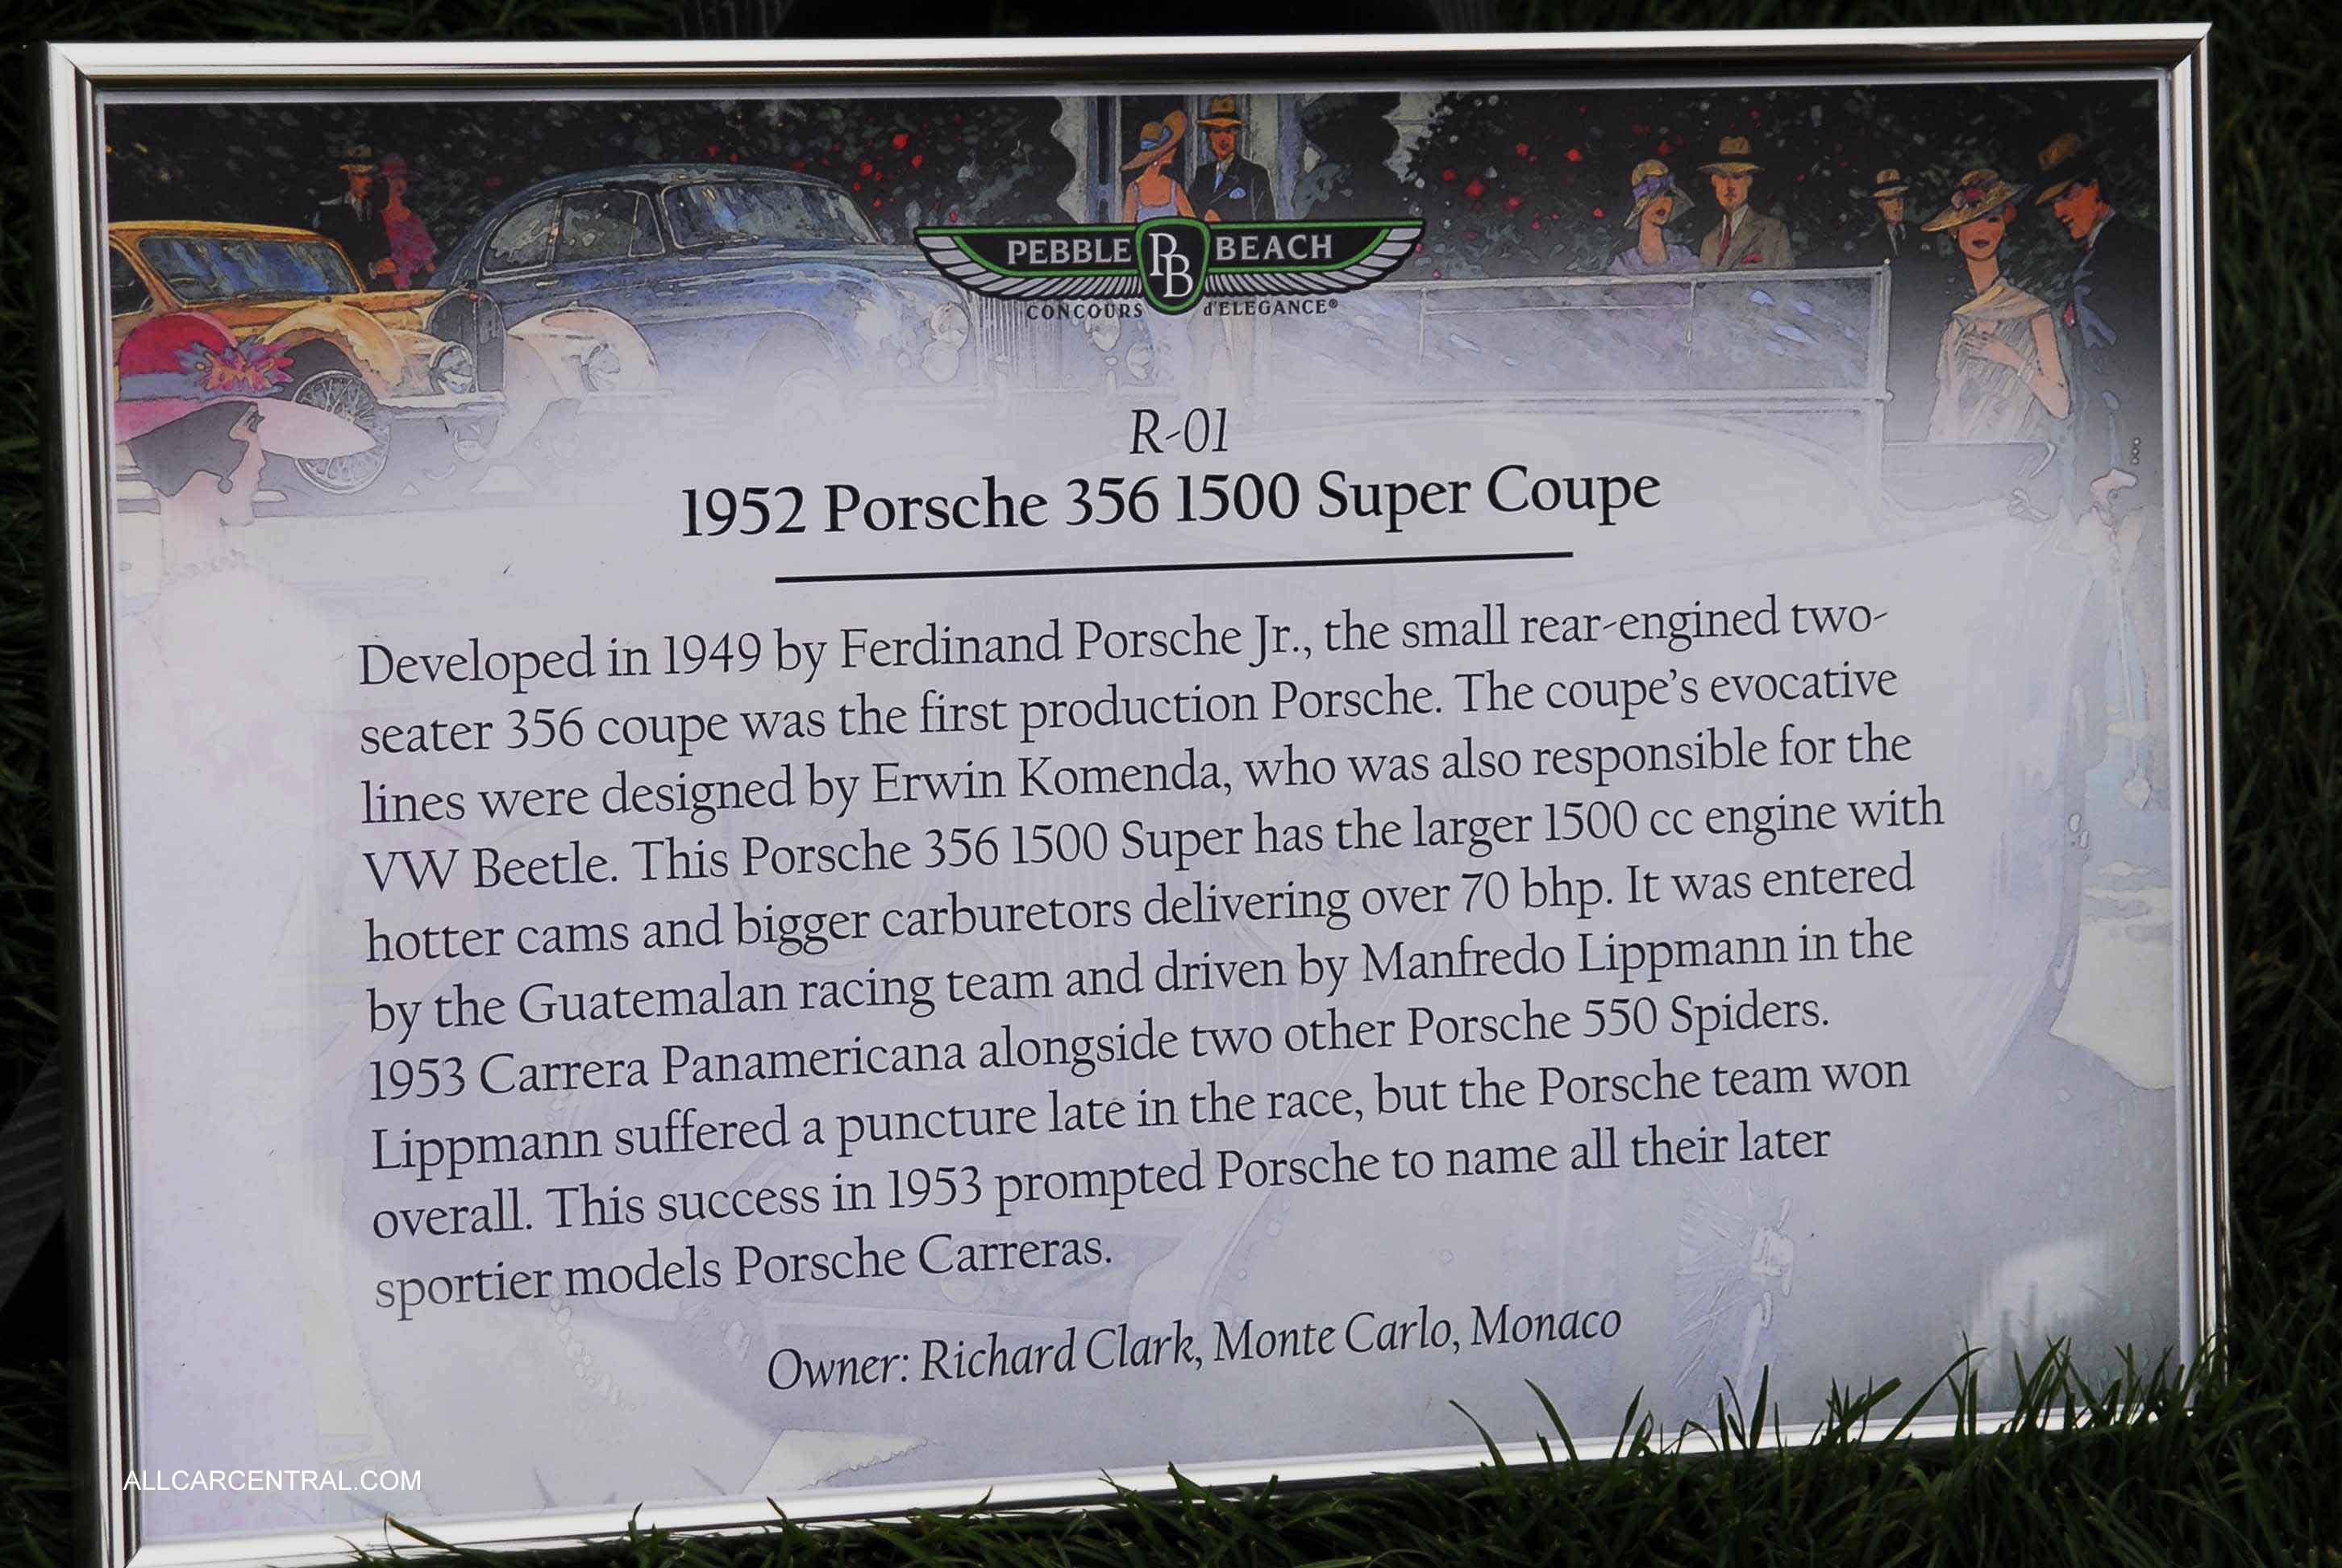 PEBBLE PB BEACH
CONCOURS d'ELEGANCE®
R-01
1952 Porsche 356 1500 Super Coupe
Developed in 1949 by Ferdinand Porsche Jr., the small rear-engined two-
seater 356 coupe was the first production Porsche. The coupe's evocative
lines were designed by Erwin Komenda, who was also responsible for the
VW Beetle. This Porsche 356 1500 Super has the larger 1500 cc engine with
hotter cams and bigger carburetors delivering over 70 bhp. It was entered
by the Guatemalan racing team and driven by Manfredo Lippmann in the
1953 Carrera Panamericana alongside two other Porsche 550 Spiders.
Lippmann suffered a puncture late in the race, but the Porsche team won
overall. This success in 1953 prompted Porsche to name all their later
sportier models Porsche Carreras.
Owner: Richard Clark, Monte Carlo, Monaco
ALLCARCENTRAL.COM